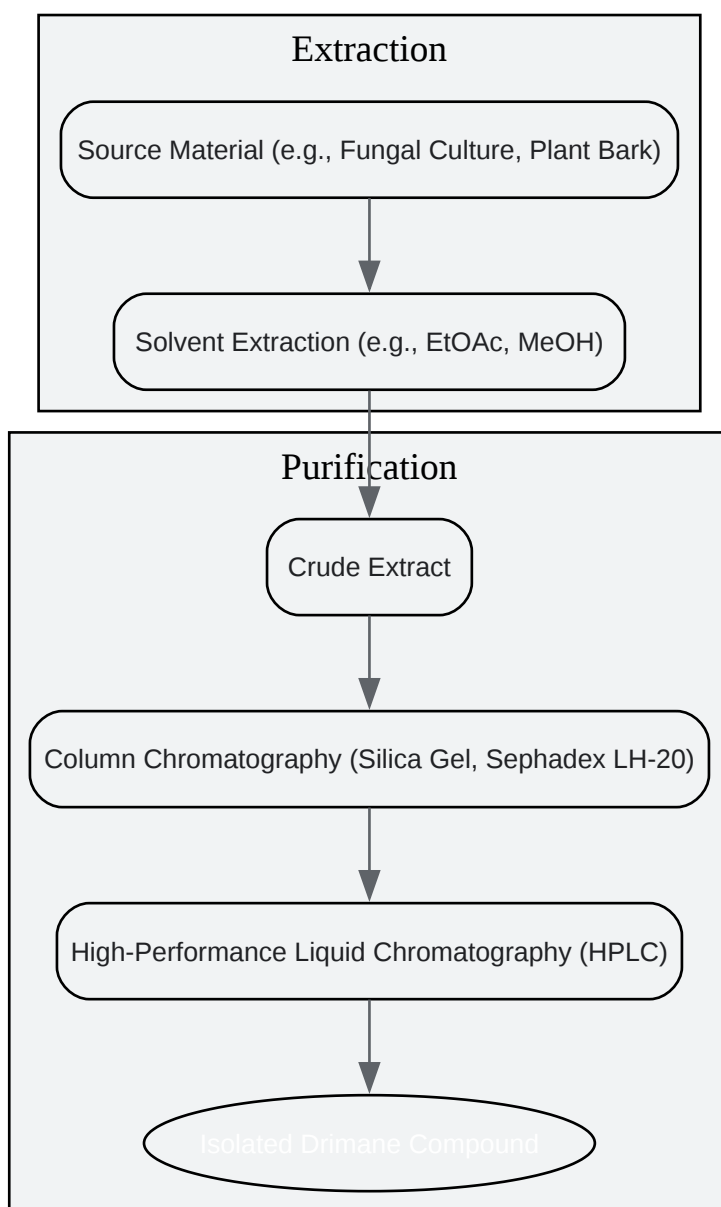 Extraction
Source Material (e.g., Fungal Culture, Plant Bark)
Solvent Extraction (e.g., EtOAc, MeOH)
Purification
Crude Extract
Column Chromatography (Silica Gel, Sephadex LH-20)
High-Performance Liquid Chromatography (HPLC)
Isolated Drimane Compound